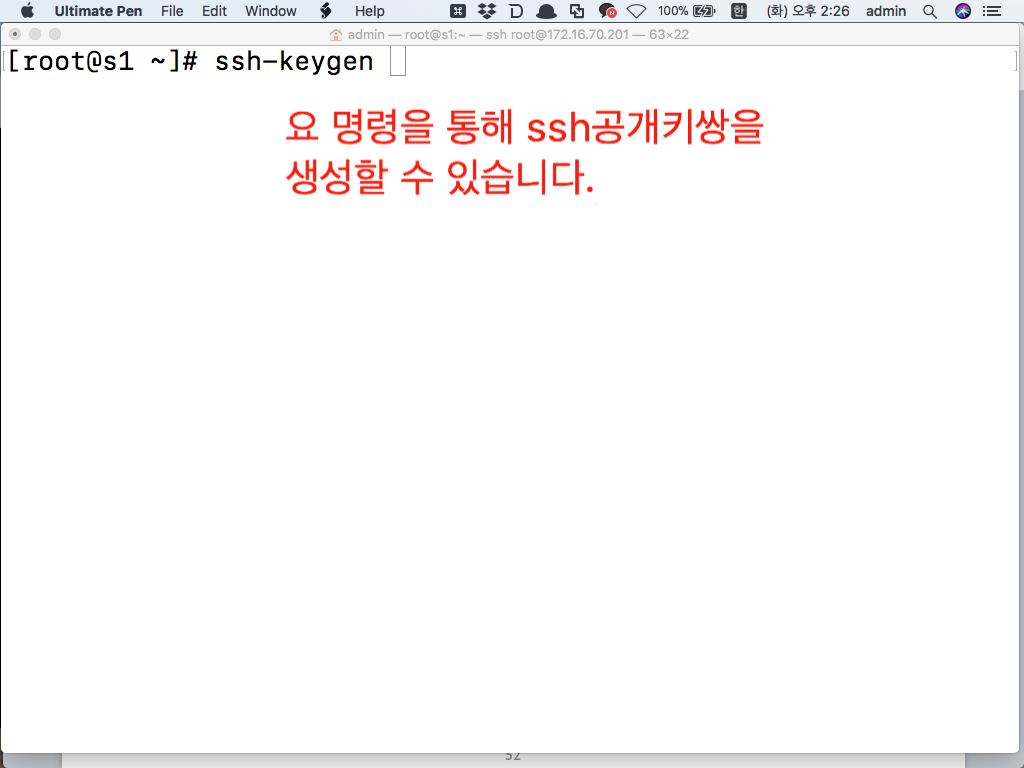 Ultimate Pen File Edit Window Help 100% 한 (화) 오후 2:26 admin
admin — root@s1:~ — ssh root@172.16.70.201 — 63×22
[root@s1 ~]# ssh-keygen
요 명령을 통해 ssh공개키쌍을
생성할 수 있습니다.